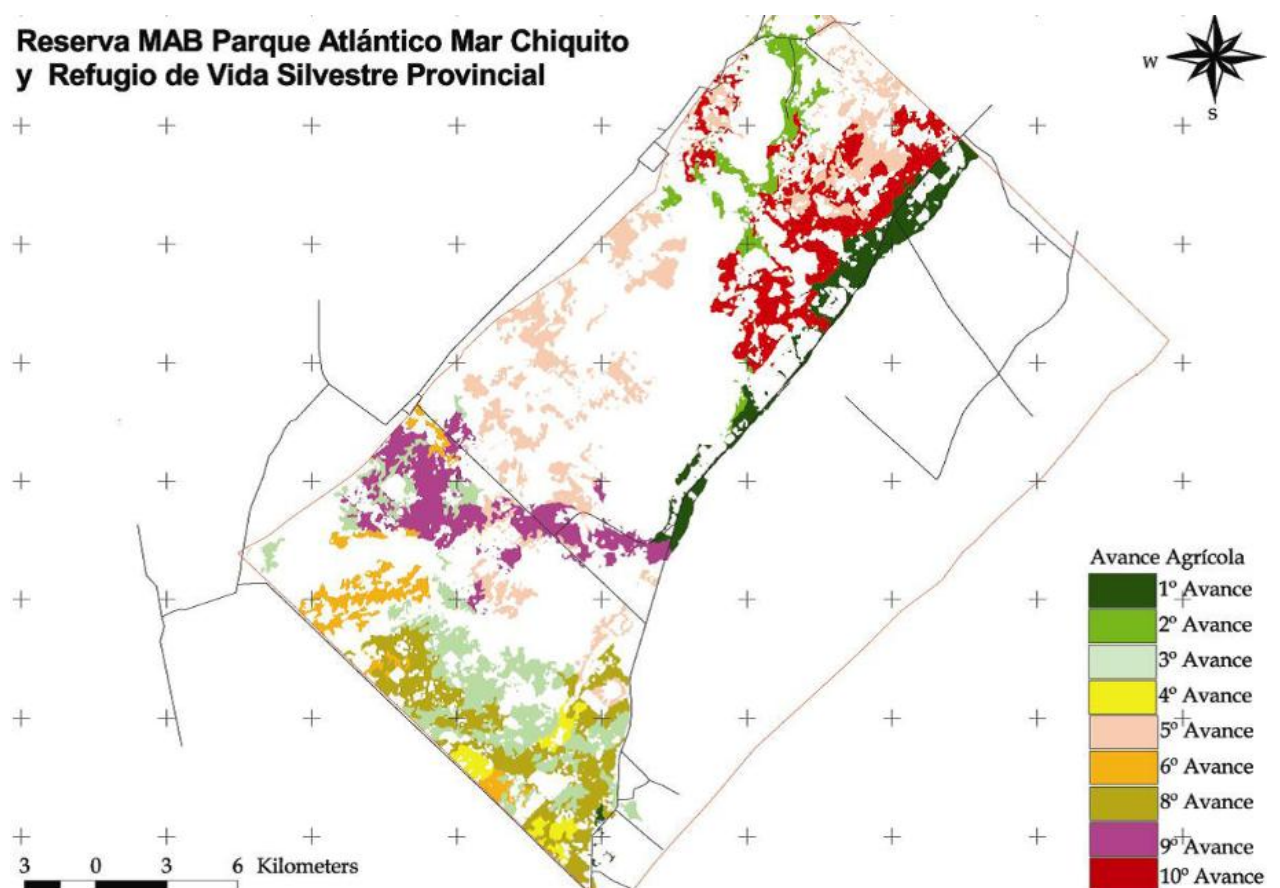 Reserva MAB Parque Atlántico Mar Chiquito
y Refugio de Vida Silvestre Provincial
W
S
Avance Agrícola
1º Avance
2º Avance
3º Avance
4º Avance
5º Avance
6º Avance
8º Avance
9º Avance
10º Avance
3 0 3 6 Kilometers